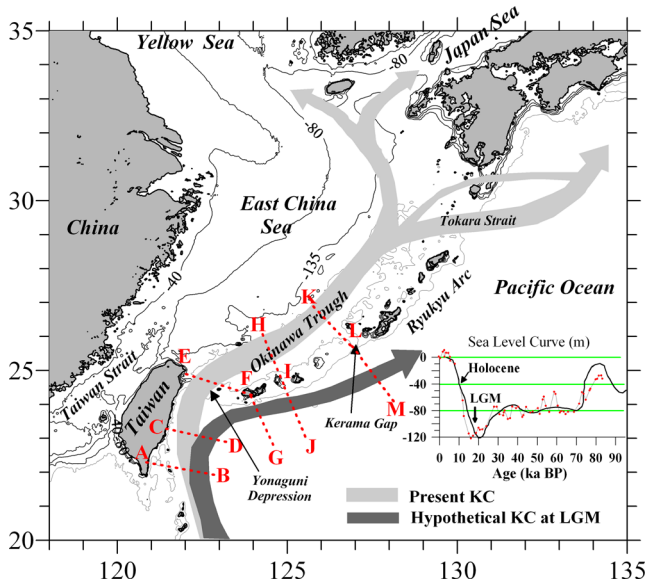 35
30
25
20
120
125
130
135
Yellow Sea
Japan Sea
-80
-80
East China
Sea
China
-40
-135
Tokara Strait
Pacific Ocean
Ryukyu Arc
Okinawa Trough
Taiwan Strait
Taiwan
K
H
L
E
F
I
C
D
A
B
G
J
M
Kerama Gap
Yonaguni
Depression
Sea Level Curve (m)
0
-40
-80
-120
Holocene
LGM
0 10 20 30 40 50 60 70 80 90
Age (ka BP)
Present KC
Hypothetical KC at LGM